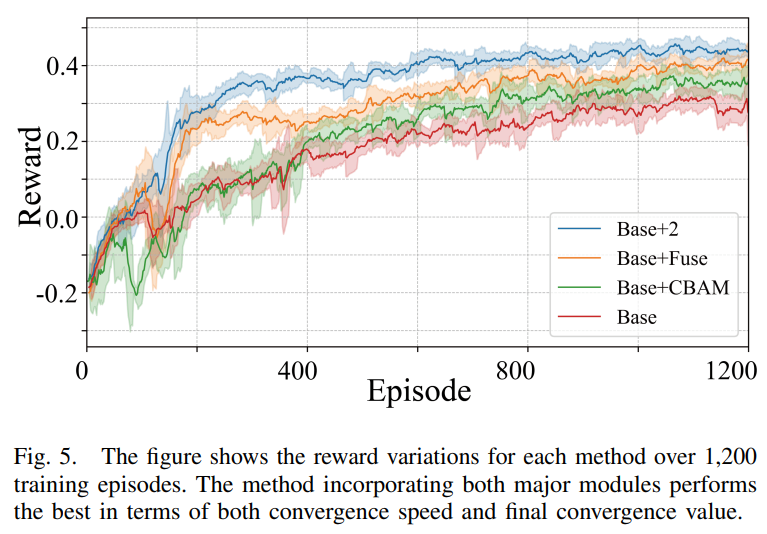 0.4
0.2
0.0
-0.2
Reward
0
400
800
1200
Episode
Base+2
Base+Fuse
Base+CBAM
Base
Fig. 5. The figure shows the reward variations for each method over 1,200
training episodes. The method incorporating both major modules performs
the best in terms of both convergence speed and final convergence value.